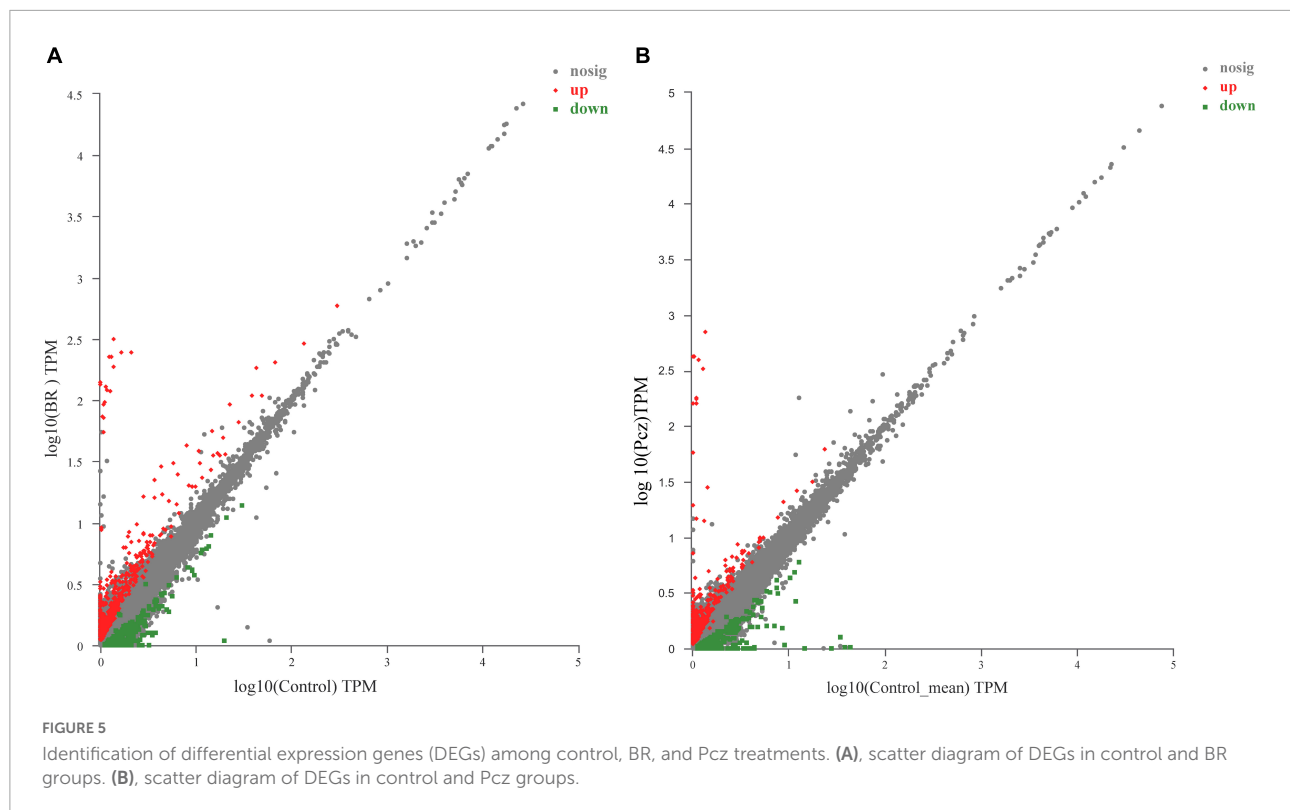 A
nosig
up
down
4.5
4
3.5
3
2.5
2
1.5
1
0.5
0
log10(BR ) TPM
0
1
2
3
4
5
log10(Control) TPM
B
nosig
up
down
5
4.5
4
3.5
3
2.5
2
1.5
1
0.5
0
log 10(Pcz)TPM
0
1
2
3
4
5
log10(Control_mean) TPM
FIGURE 5
Identification of differential expression genes (DEGs) among control, BR, and Pcz treatments. (A), scatter diagram of DEGs in control and BR
groups. (B), scatter diagram of DEGs in control and Pcz groups.